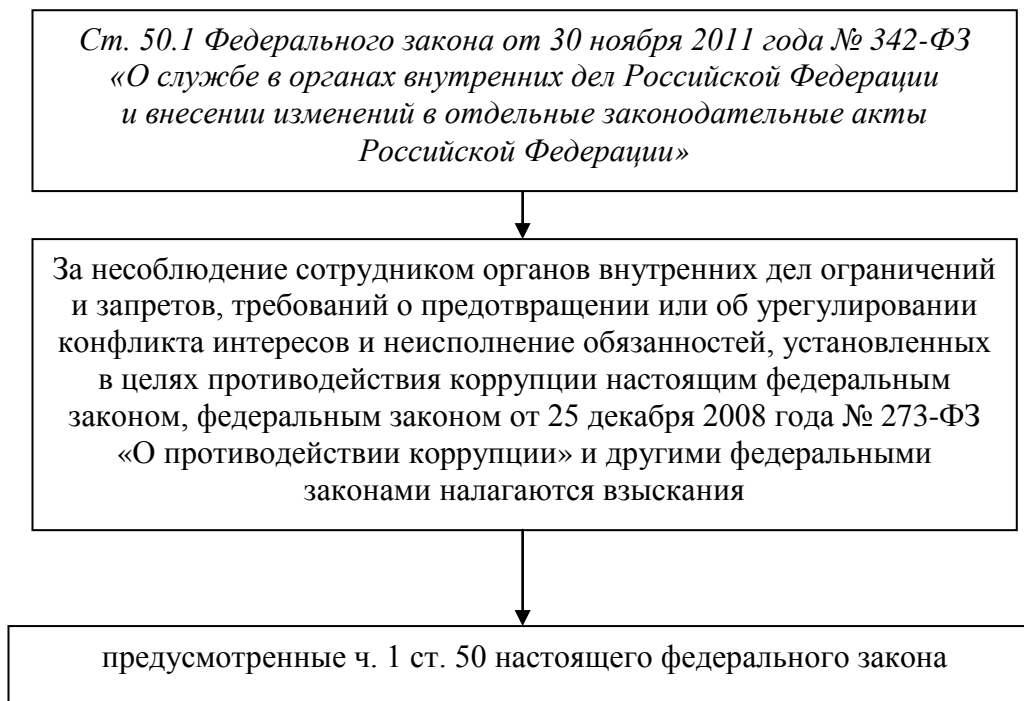 Ст. 50.1 Федерального закона от 30 ноября 2011 года № 342-ФЗ
«О службе в органах внутренних дел Российской Федерации
и внесении изменений в отдельные законодательные акты
Российской Федерации»
За несоблюдение сотрудником органов внутренних дел ограничений
и запретов, требований о предотвращении или об урегулировании
конфликта интересов и неисполнение обязанностей, установленных
в целях противодействия коррупции настоящим федеральным
законом, федеральным законом от 25 декабря 2008 года № 273-ФЗ
«О противодействии коррупции» и другими федеральными
законами налагаются взыскания
предусмотренные ч. 1 ст. 50 настоящего федерального закона